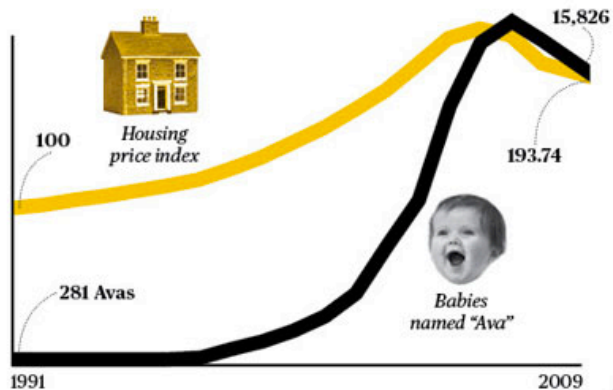 15,826
Housing
price index
100
193.74
281 Avas
Babies
named "Ava"
1991
2009